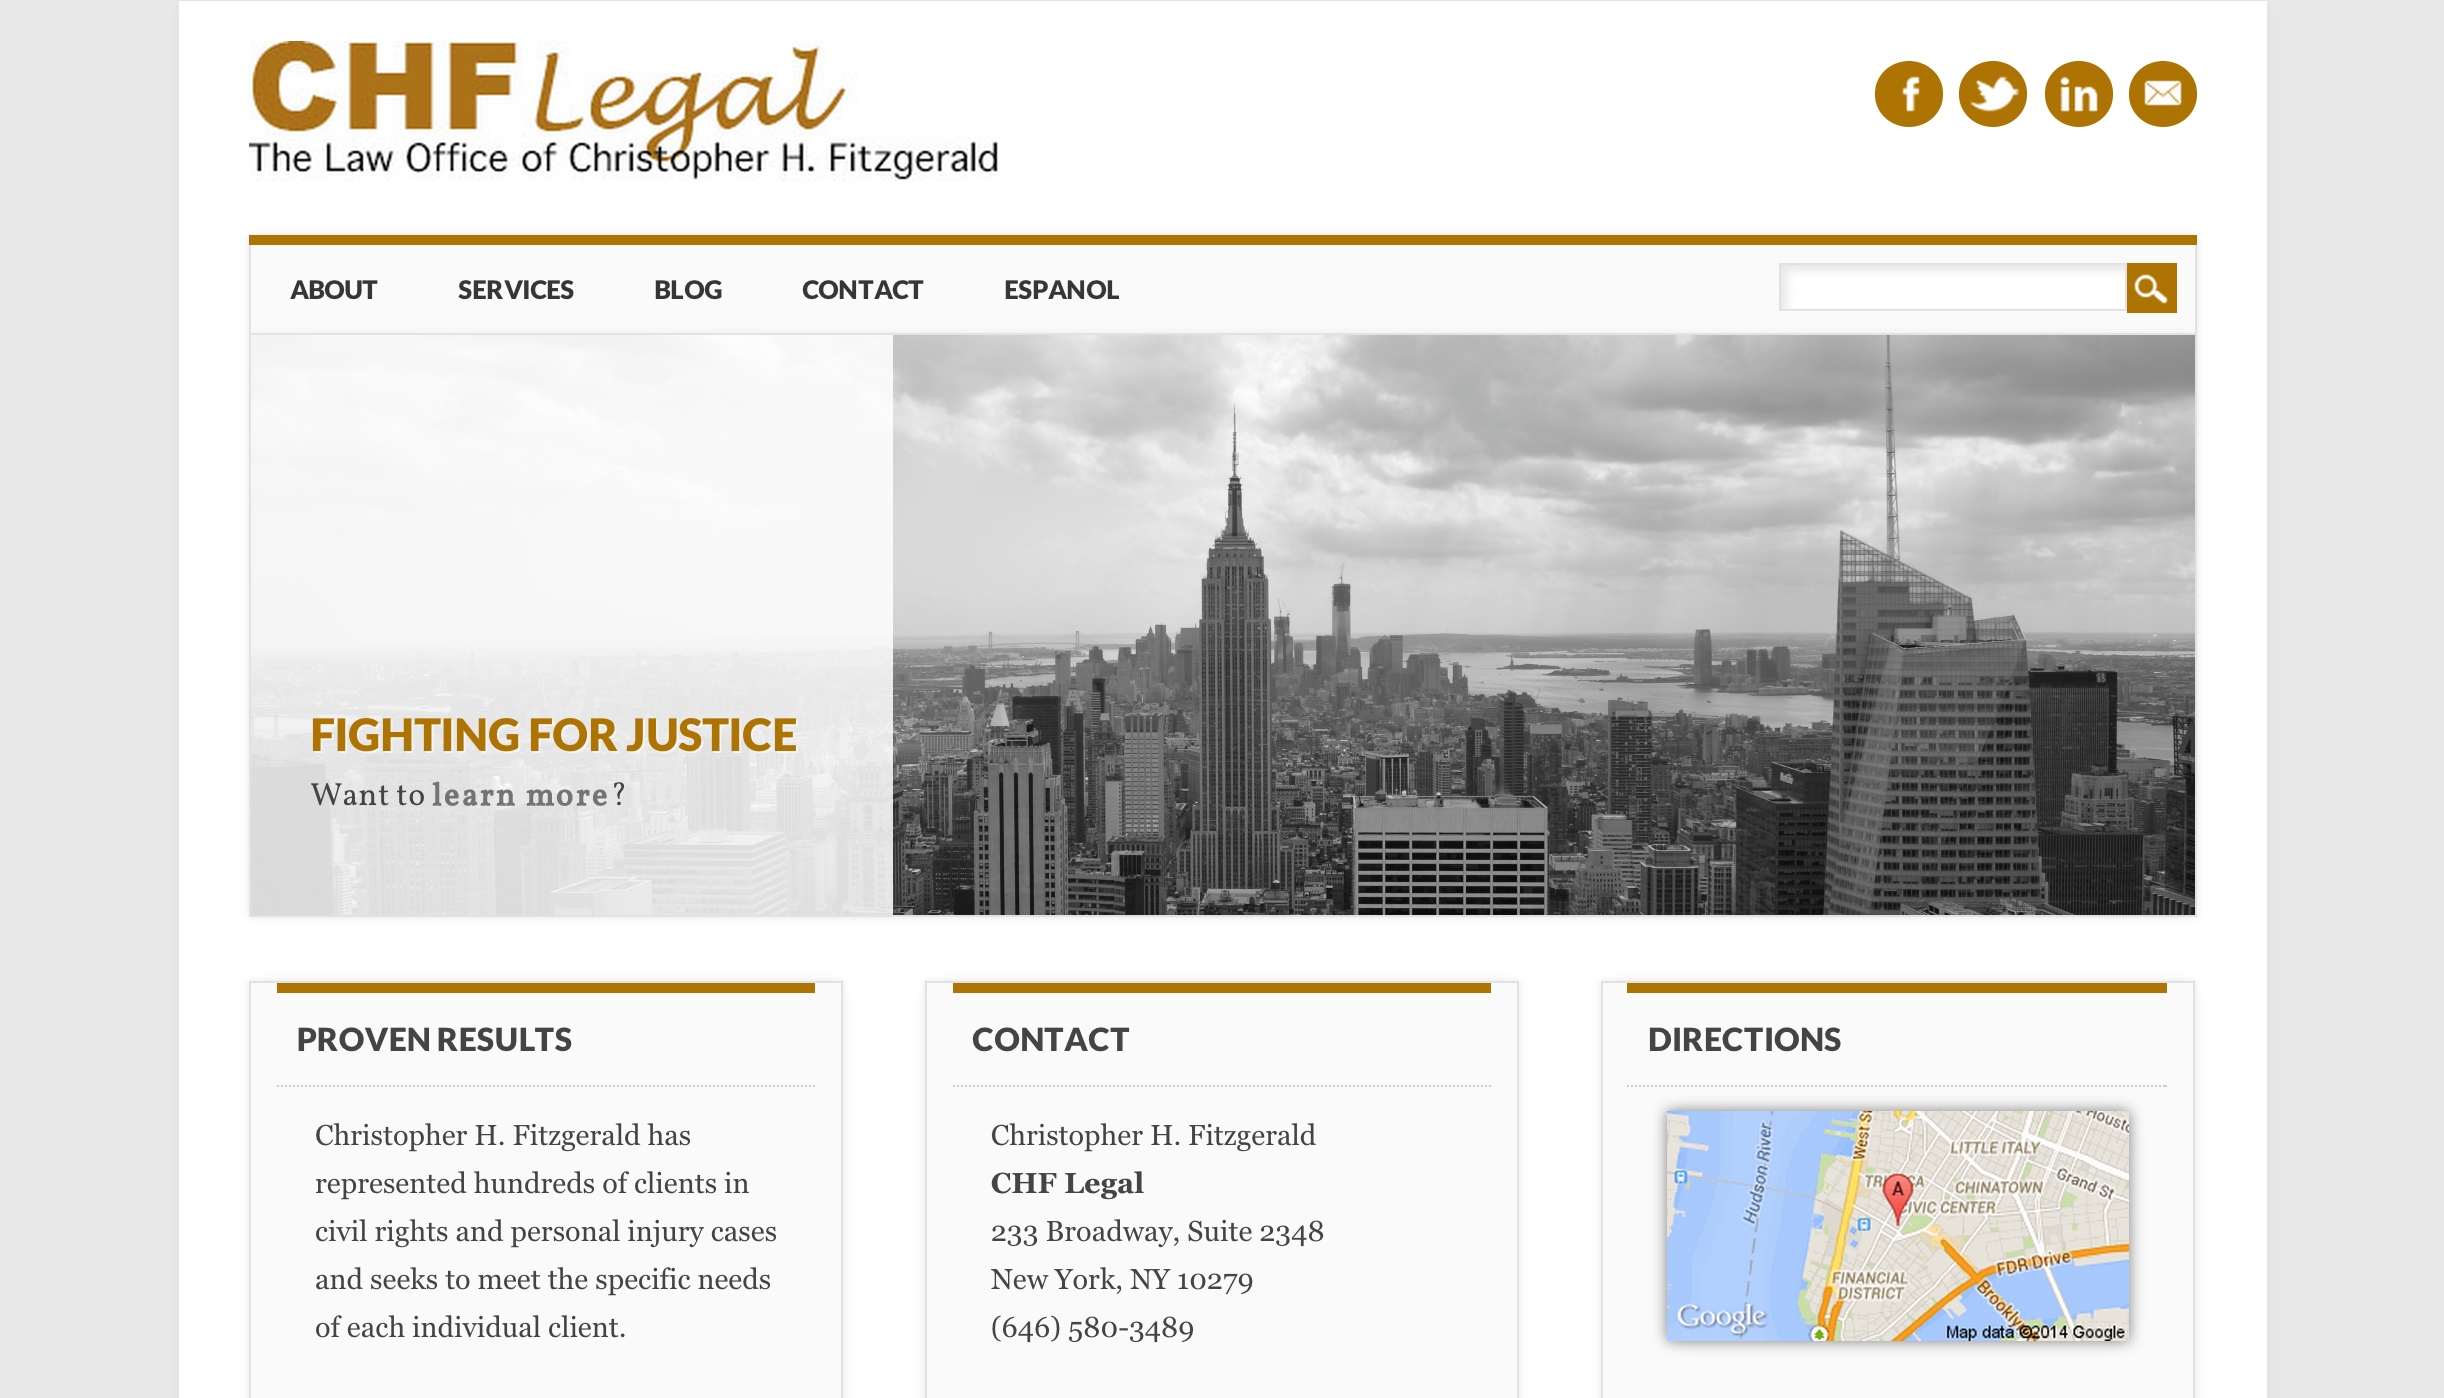 CHF Legal
The Law Office of Christopher H. Fitzgerald
ABOUT SERVICES BLOG CONTACT ESPANOL
FIGHTING FOR JUSTICE
Want to learn more?
PROVEN RESULTS
Christopher H. Fitzgerald has
represented hundreds of clients in
civil rights and personal injury cases
and seeks to meet the specific needs
of each individual client.
CONTACT
Christopher H. Fitzgerald
CHF Legal
233 Broadway, Suite 2348
New York, NY 10279
(646) 580-3489
DIRECTIONS
West S
Hudson River
LITTLE ITALY
Grand St
A
CHINATOWN
CIVIC CENTER
FDR Drive
FINANCIAL
DISTRICT
Google
Map data ©2014 Google